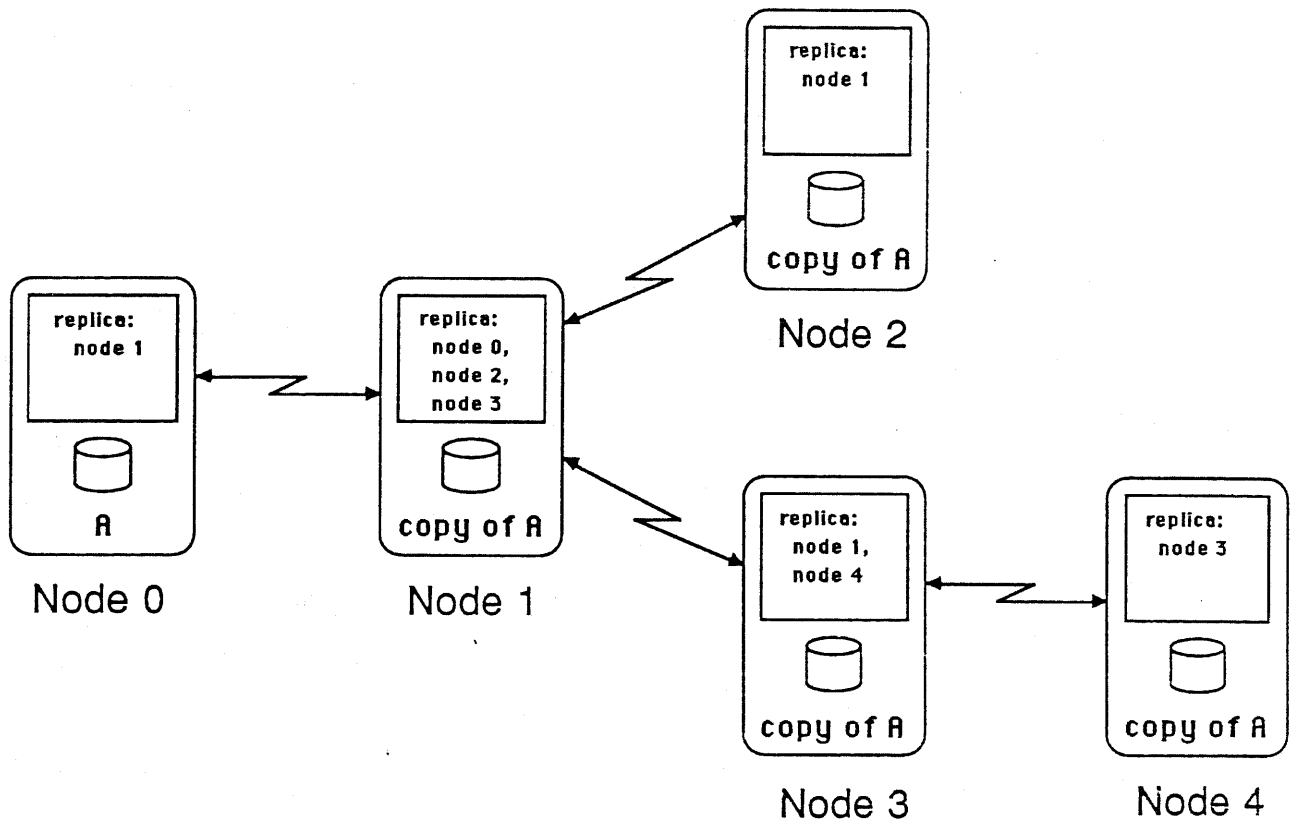 replica:
node 1
copy of A
Node 2
replica:
node 1
A
Node 0
replica:
node 0,
node 2,
node 3
copy of A
Node 1
replica:
node 1,
node 4
copy of A
Node 3
replica:
node 3
copy of A
Node 4